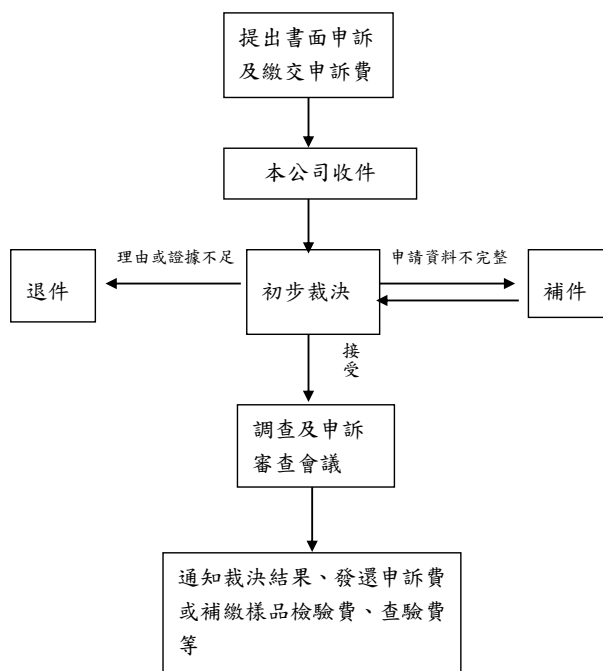 提出書面申訴
及繳交申訴費
本公司收件
理由或證據不足
申請資料不完整
退件
初步裁決
補件
接
受
調查及申訴
審查會議
通知裁決結果、發還申訴費
或補繳樣品檢驗費、查驗費
等